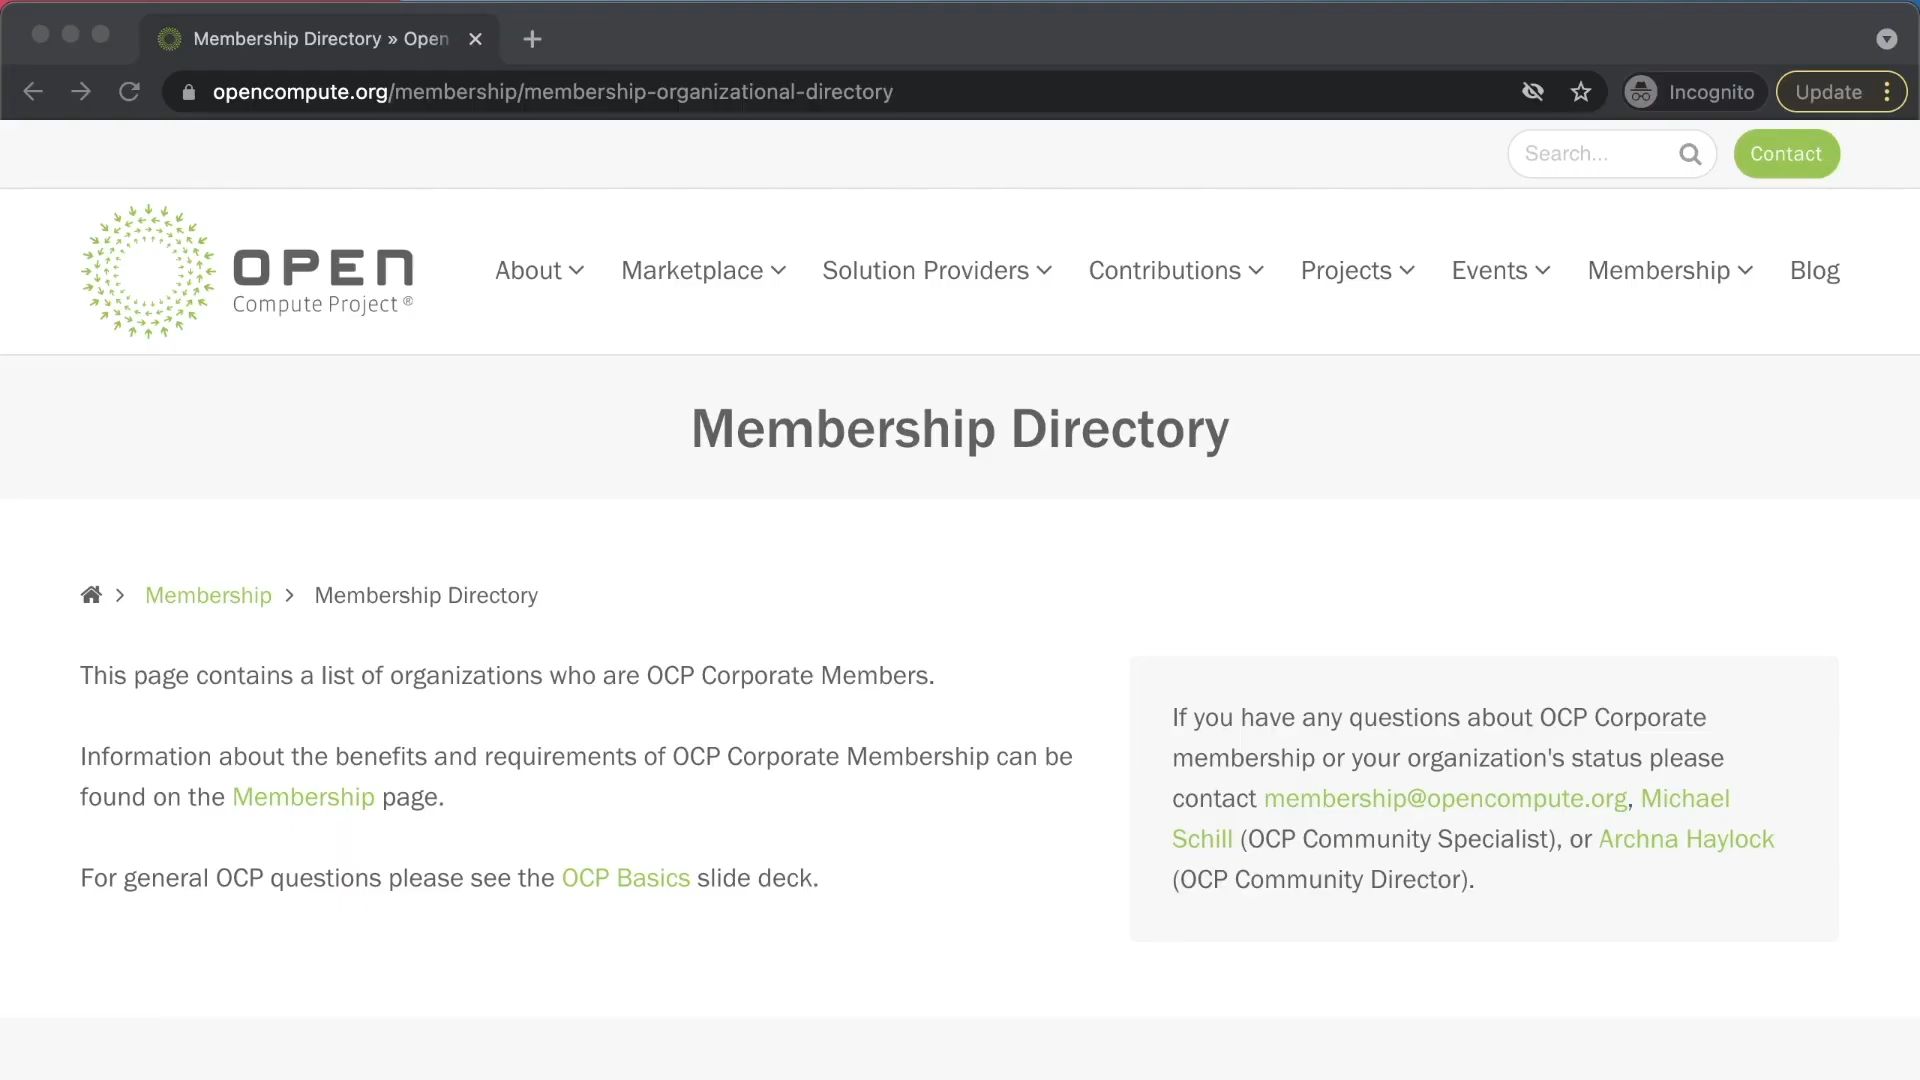 Membership Directory » Open
opencompute.org/membership/membership-organizational-directory
Incognito
Update
Search...
Contact
OPEN
Compute Project ®
About
Marketplace
Solution Providers
Contributions
Projects
Events
Membership
Blog
Membership Directory
Membership
Membership Directory
This page contains a list of organizations who are OCP Corporate Members.
Information about the benefits and requirements of OCP Corporate Membership can be
found on the Membership page.
For general OCP questions please see the OCP Basics slide deck.
If you have any questions about OCP Corporate
membership or your organization's status please
contact membership@opencompute.org, Michael
Schill (OCP Community Specialist), or Archna Haylock
(OCP Community Director).